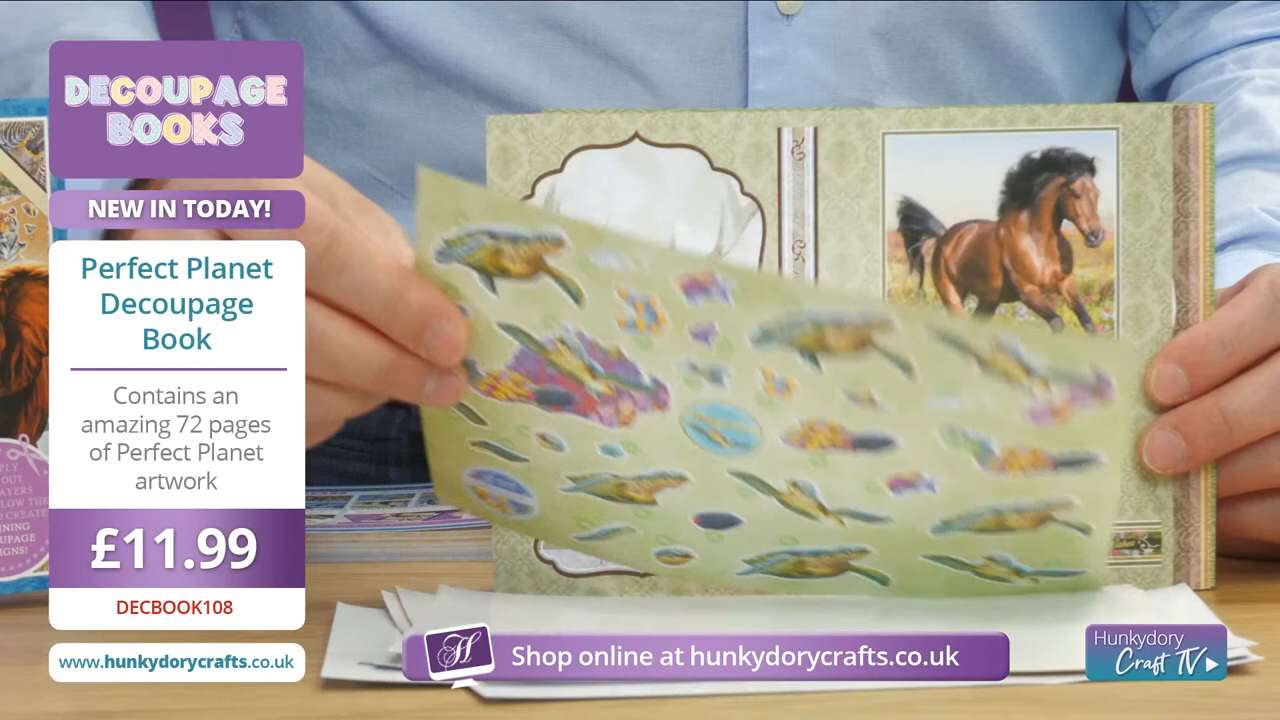 DECOUPAGE
BOOKS
NEW IN TODAY!
Perfect Planet
Decoupage
Book
Contains an
amazing 72 pages
of Perfect Planet
artwork
£11.99
DECBOOK108
www.hunkydorycrafts.co.uk
Shop online at hunkydorycrafts.co.uk
Hunkydory
Craft TV